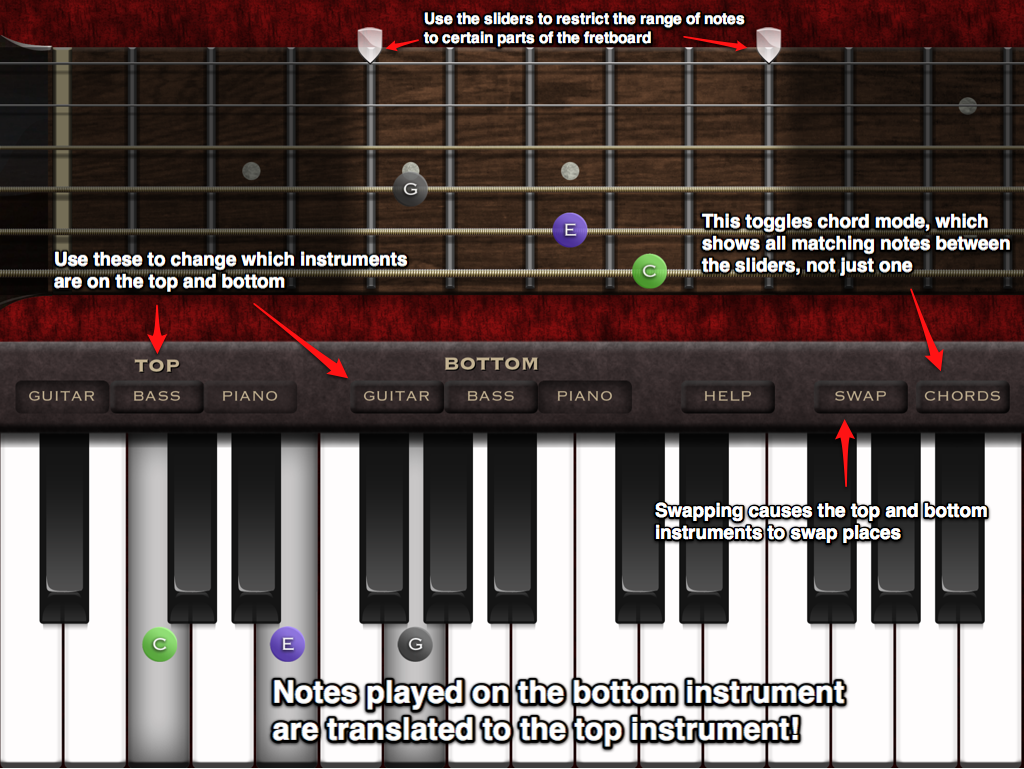 Use the sliders to restrict the range of notes
to certain parts of the fretboard
G
E
C
This toggles chord mode, which
shows all matching notes between
the sliders, not just one
Use these to change which instruments
are on the top and bottom
TOP
BOTTOM
GUITAR BASS PIANO GUITAR BASS PIANO HELP SWAP CHORDS
Swapping causes the top and bottom
instruments to swap places
C E G
Notes played on the bottom instrument
are translated to the top instrument!